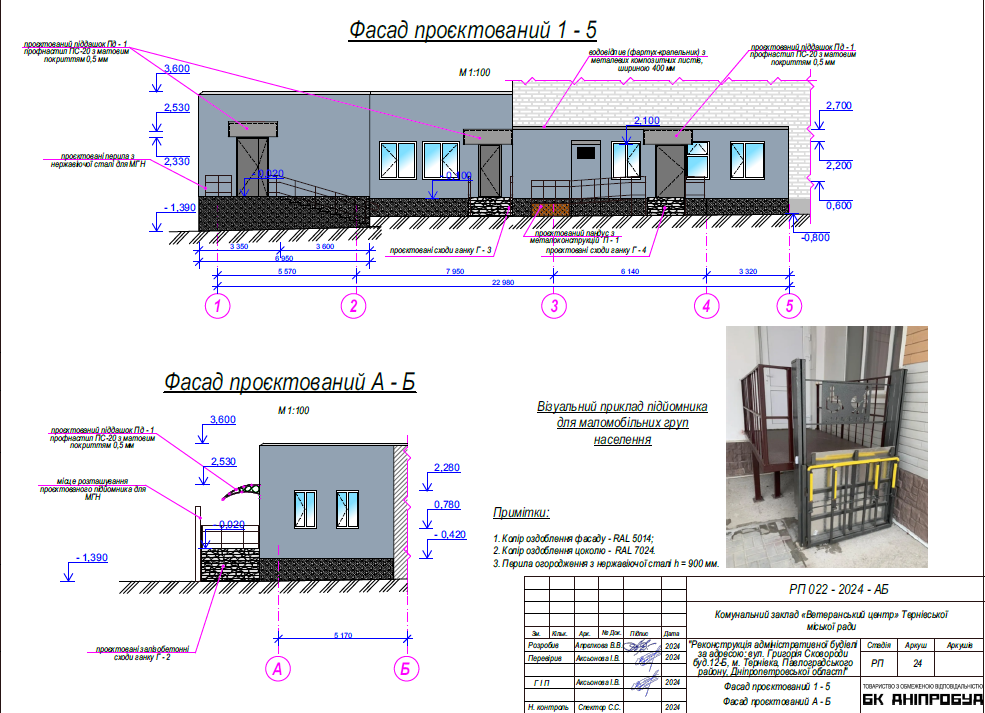 Фасад проєктований 1 - 5
проєктований піддашок Пд - 1
профнастил ПС-20 з матовим
покриттям 0,5 мм
М 1:100
водовідлив (фартух-крапельник) з
металевих композитних листів,
шириною 400 мм
проєктований піддашок Пд - 1
профнастил ПС-20 з матовим
покриттям 0,5 мм
3,600
2,530
2,330
проєктовані перила з
нержавіючої сталі для МГН
- 1,390
- 0,020
- 0,100
2,100
2,700
2,200
0,600
-0,800
проєктований пандус з
металоконструкцій П - 1
проєктовані сходи ганку Г - 3
проєктовані сходи ганку Г - 4
3 350
3 600
6 950
5 570
7 950
6 140
3 320
22 980
1
2
3
4
5
Фасад проєктований А - Б
М 1:100
3,600
проєктований піддашок Пд - 1
профнастил ПС-20 з матовим
покриттям 0,5 мм
2,530
місце розташування
проєктованого підйомника для
МГН
- 0,020
- 1,390
2,280
0,780
- 0,420
проєктовані залізобетонні
сходи ганку Г - 2
5 170
А
Б
Візуальний приклад підйомника
для маломобільних груп
населення
Примітки:
1. Колір оздоблення фасаду - RAL 5014;
2. Колір оздоблення цоколю - RAL 7024.
3. Перила огородження з нержавіючої сталі h = 900 мм.
РП 022 - 2024 - АБ
Комунальний заклад «Ветеранський центр» Тернівської
міської ради
Зм. Кільк. Арк. № Док. Підпис Дата
Розробив Апрєлкова В.В. 2024
Перевірив Аксьонова І.В. 2024
Г І П Аксьонова І.В. 2024
Н. контроль Спектор С.С. 2024
"Реконструкція адміністративної будівлі
за адресою: вул. Григорія Сковороди
буд.12-Б, м. Тернівка, Павлоградського
району, Дніпропетровської області"
Стадія Аркуш Аркушів
РП 24
Фасад проєктований 1 - 5
Фасад проєктований А - Б
ТОВАРИСТВО З ОБМЕЖЕНОЮ ВІДПОВІДАЛЬНІСТЮ
БК АНІПРОБУА